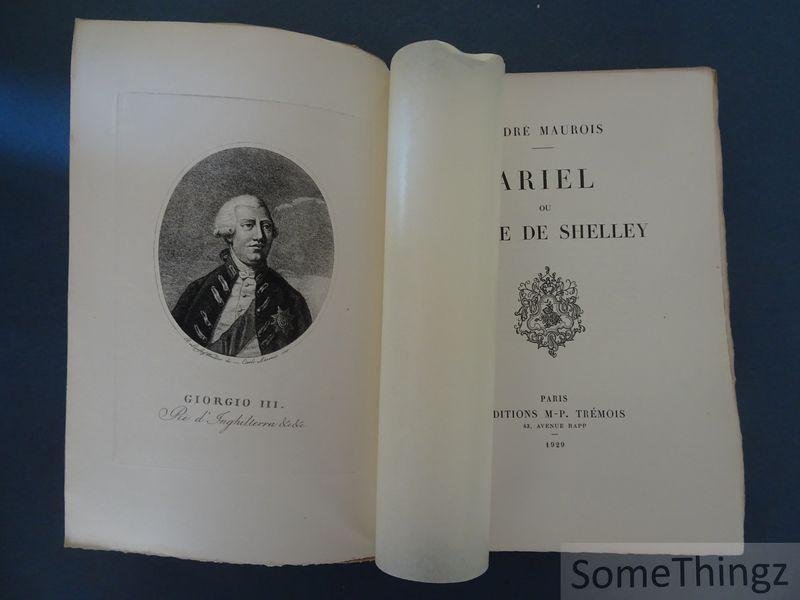 GIORGIO III.
Re d'Inghilterra &c&c.
DRÉ MAUROIS
ARIEL
OU
E DE SHELLEY
PARIS
DITIONS M-P. TRÉMOIS
43, AVENUE RAPP
1929
SomeThingz